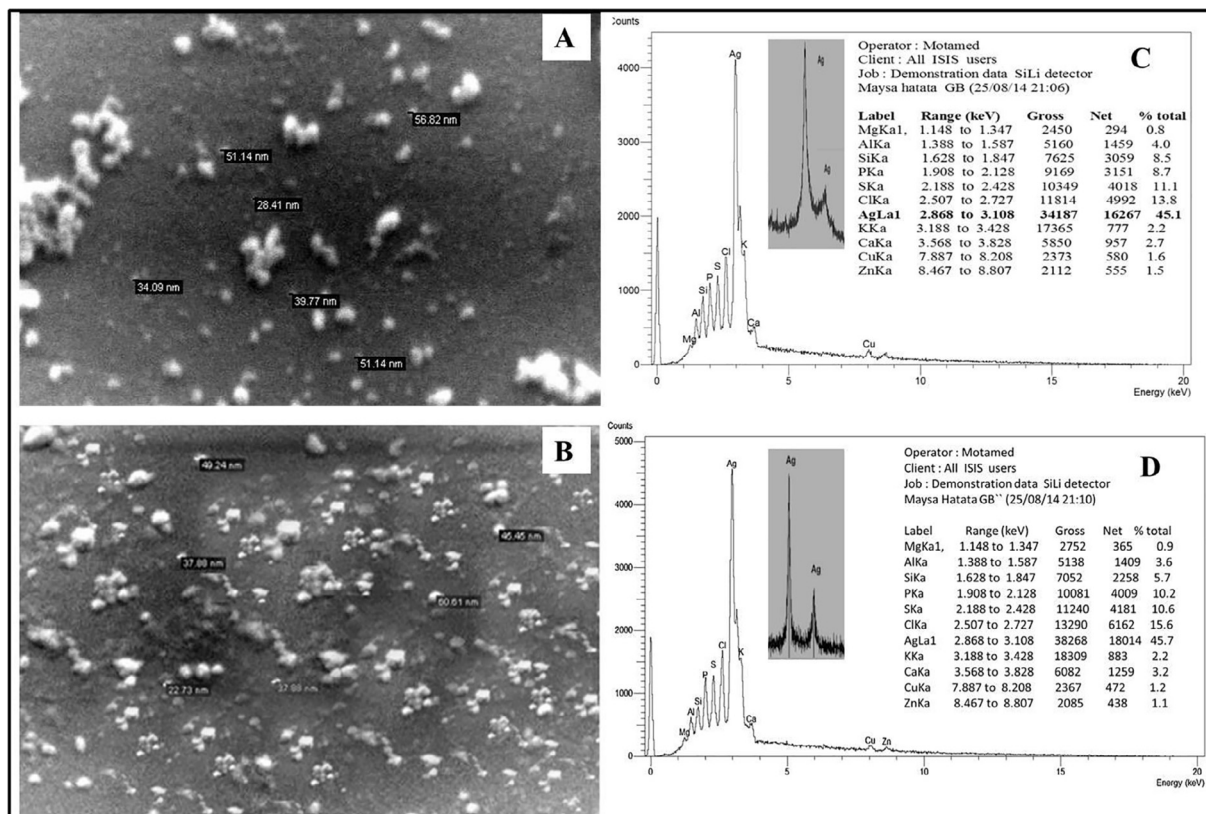 A
56.82 nm
51.14 nm
28.41 nm
34.09 nm
39.77 nm
51.14 nm
B
49.24 nm
45.45 nm
37.88 nm
60.61 nm
22.73 nm
37.88 nm
Counts
C
Operator : Motamed
Client : All ISIS users
Job : Demonstration data SiLi detector
Maysa hatata GB (25/08/14 21:06)
Label Range (keV) Gross Net % total
MgKa1, 1.148 to 1.347 2450 294 0.8
AlKa 1.388 to 1.587 5160 1459 4.0
SiKa 1.628 to 1.847 7625 3059 8.5
PKa 1.908 to 2.128 9169 3151 8.7
SKa 2.188 to 2.428 10349 4018 11.1
ClKa 2.507 to 2.727 11814 4992 13.8
AgLa1 2.868 to 3.108 34187 16267 45.1
KKa 3.188 to 3.428 17365 777 2.2
CaKa 3.568 to 3.828 5850 957 2.7
CuKa 7.887 to 8.208 2373 580 1.6
ZnKa 8.467 to 8.807 2112 555 1.5
Ag
Ag
Ag
4000
3000
2000
1000
0
Mg
Al
Si
P
S
Cl
K
Ca
Cu
0 5 10 15 20
Energy (keV)
Counts
D
Operator : Motamed
Client : All ISIS users
Job : Demonstration data SiLi detector
Maysa Hatata GB`` (25/08/14 21:10)
Label Range (keV) Gross Net % total
MgKa1, 1.148 to 1.347 2752 365 0.9
AlKa 1.388 to 1.587 5138 1409 3.6
SiKa 1.628 to 1.847 7052 2258 5.7
PKa 1.908 to 2.128 10081 4009 10.2
SKa 2.188 to 2.428 11240 4181 10.6
ClKa 2.507 to 2.727 13290 6162 15.6
AgLa1 2.868 to 3.108 38268 18014 45.7
KKa 3.188 to 3.428 18309 883 2.2
CaKa 3.568 to 3.828 6082 1259 3.2
CuKa 7.887 to 8.208 2367 472 1.2
ZnKa 8.467 to 8.807 2085 438 1.1
Ag
Ag
Ag
5000
4000
3000
2000
1000
0
Mg
Al
Si
P
S
Cl
K
Ca
Cu
Zn
0 5 10 15 20
Energy (keV)